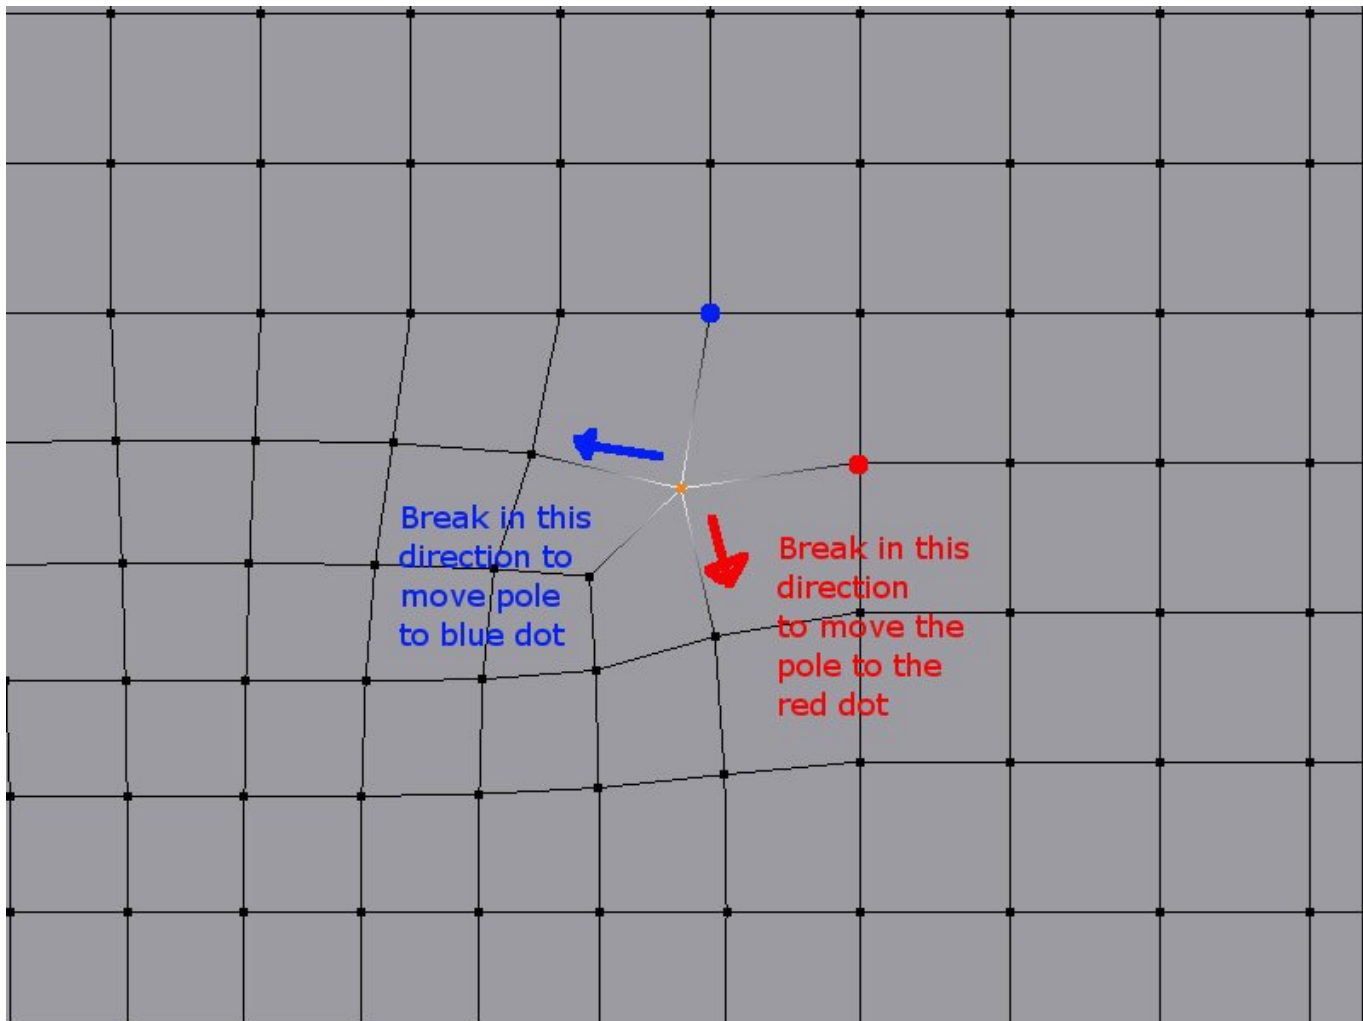 Break in this
direction to
move pole
to blue dot
Break in this
direction
to move the
pole to the
red dot